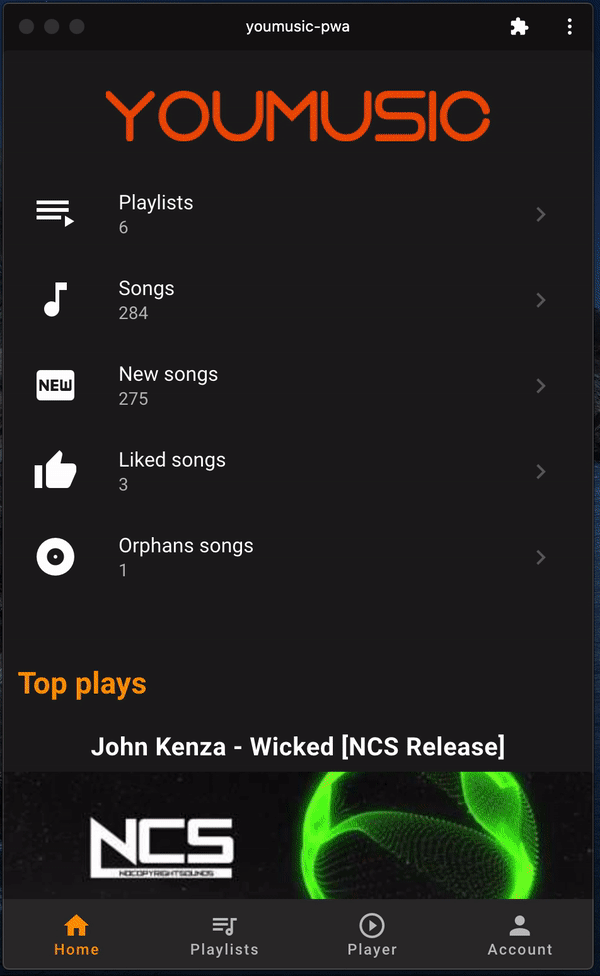 youmusic-pwa
YOUMUSIC
Playlists
6
Songs
284
NEW
New songs
275
Liked songs
3
Orphans songs
1
Top plays
John Kenza - Wicked [NCS Release]
NCS
NOCOPYRIGHTSOUNDS
Home
Playlists
Player
Account